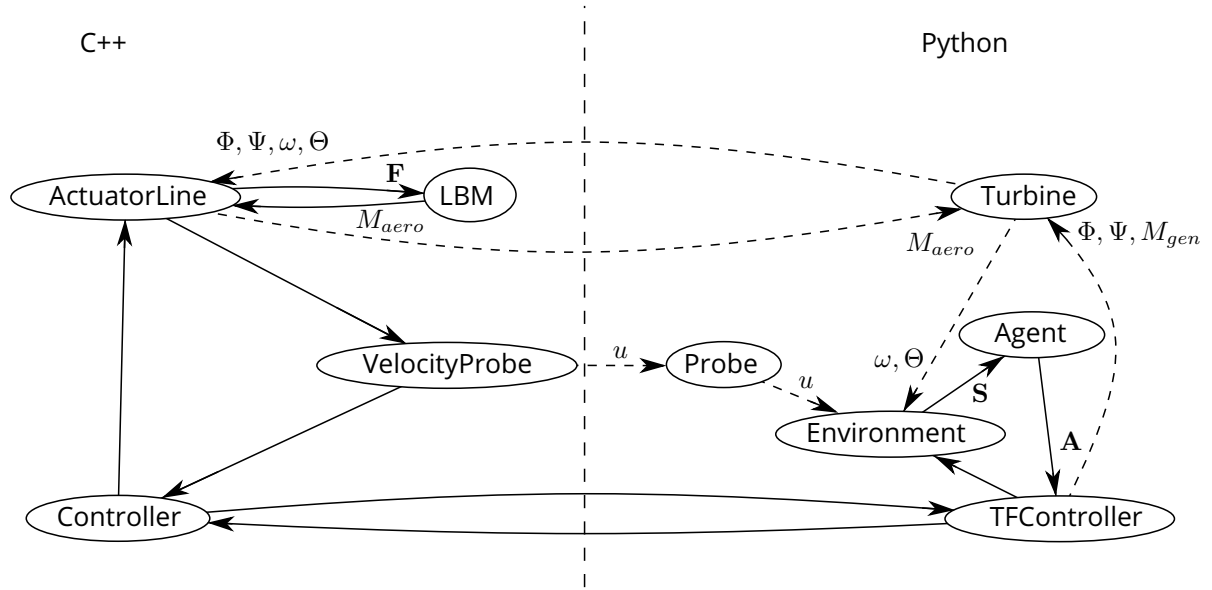 C++
Python
Φ, Ψ, ω, Θ
F
ActuatorLine
LBM
Turbine
M_aero
M_aero
Φ, Ψ, M_gen
Agent
u
VelocityProbe
Probe
ω, Θ
u
S
Environment
A
Controller
TFController